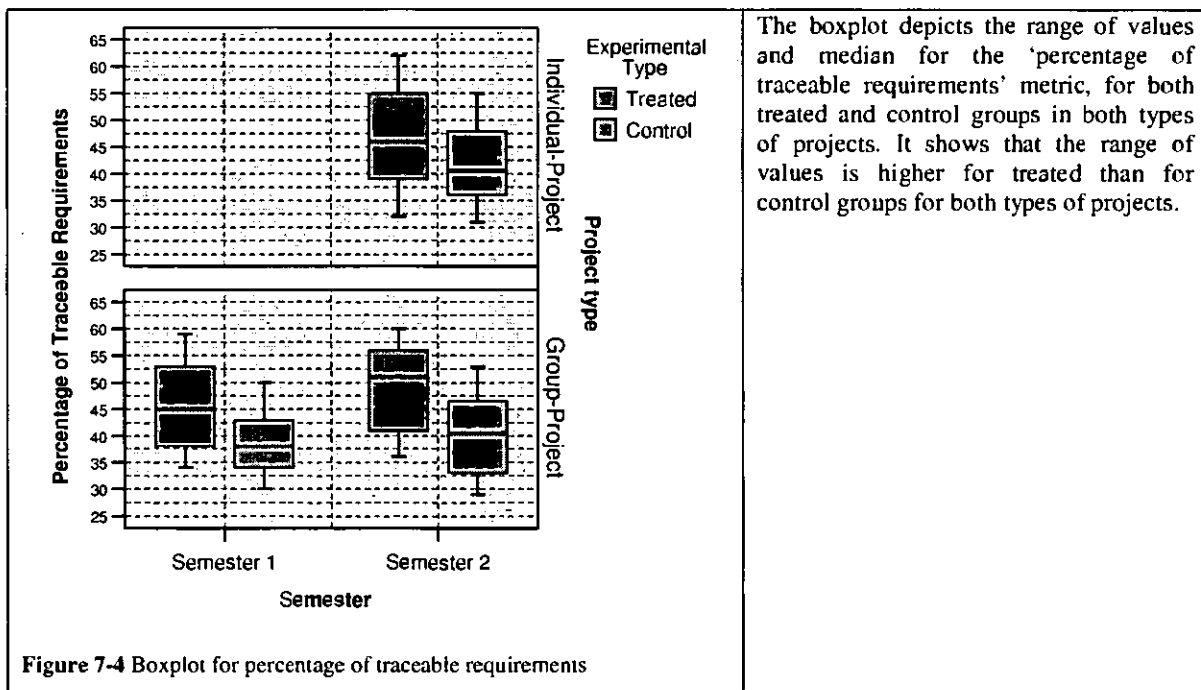 65
60
55
50
45
40
35
30
25
65
60
55
50
45
40
35
30
25
Percentage of Traceable Requirements
Individual-Project
Group-Project
Project type
Experimental
Type
Treated
Control
Semester 1
Semester 2
Semester
Figure 7-4 Boxplot for percentage of traceable requirements
The boxplot depicts the range of values
and median for the 'percentage of
traceable requirements' metric, for both
treated and control groups in both types
of projects. It shows that the range of
values is higher for treated than for
control groups for both types of projects.